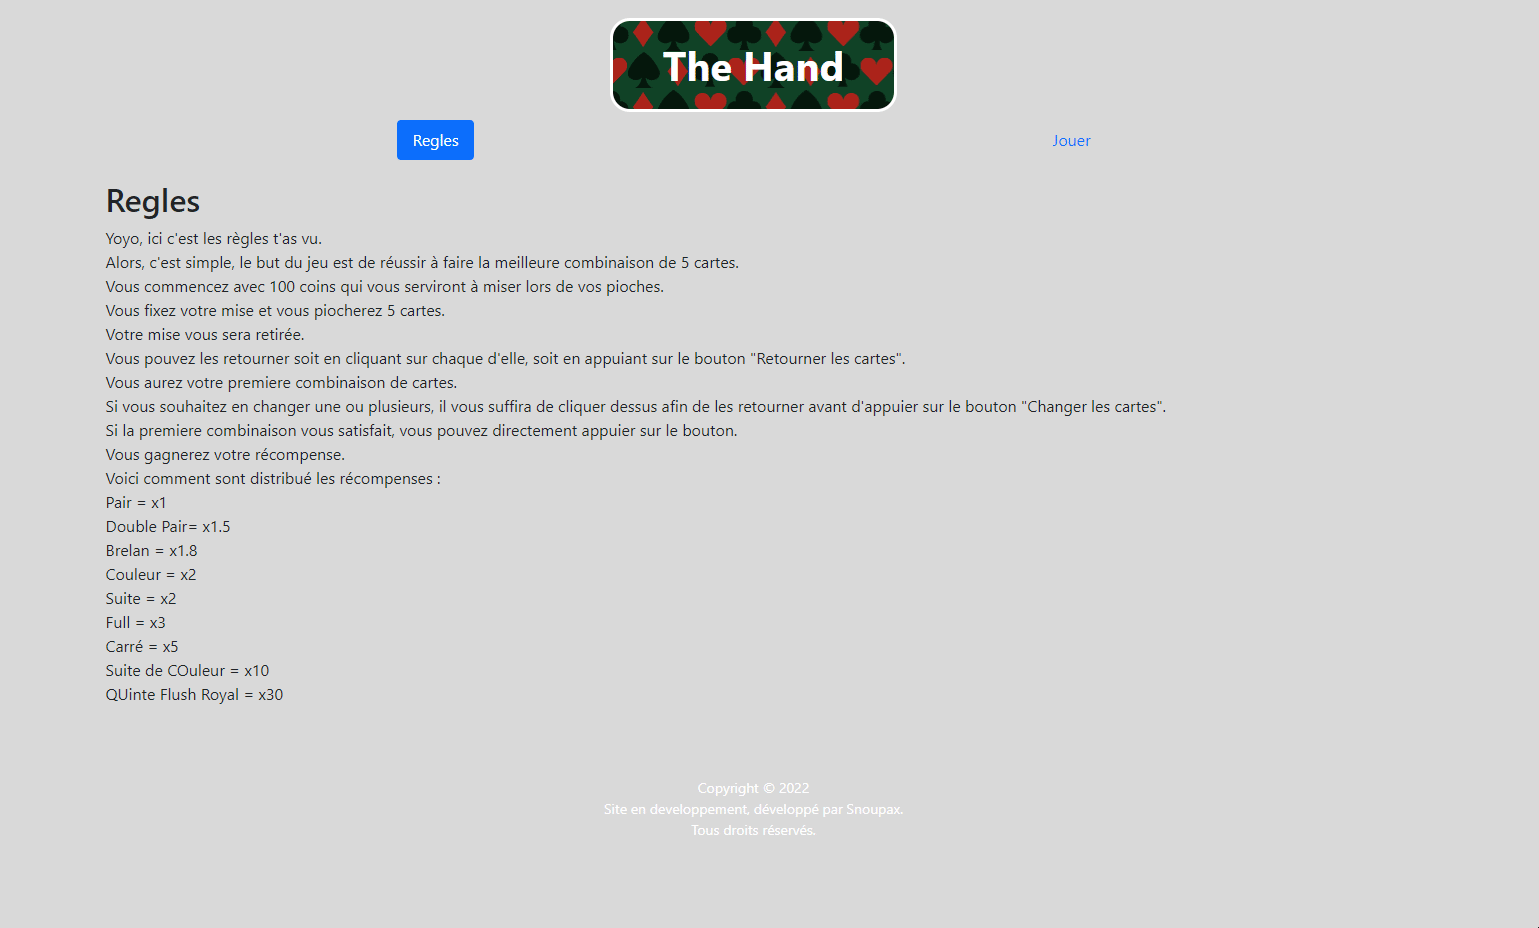 The Hand
Regles
Jouer
Regles
Yoyo, ici c'est les règles t'as vu.
Alors, c'est simple, le but du jeu est de réussir à faire la meilleure combinaison de 5 cartes.
Vous commencez avec 100 coins qui vous serviront à miser lors de vos pioches.
Vous fixez votre mise et vous piocherez 5 cartes.
Votre mise vous sera retirée.
Vous pouvez les retourner soit en cliquant sur chaque d'elle, soit en appuiant sur le bouton "Retourner les cartes".
Vous aurez votre premiere combinaison de cartes.
Si vous souhaitez en changer une ou plusieurs, il vous suffira de cliquer dessus afin de les retourner avant d'appuier sur le bouton "Changer les cartes".
Si la premiere combinaison vous satisfait, vous pouvez directement appuier sur le bouton.
Vous gagnerez votre récompense.
Voici comment sont distribué les récompenses :
Pair = x1
Double Pair= x1.5
Brelan = x1.8
Couleur = x2
Suite = x2
Full = x3
Carré = x5
Suite de COuleur = x10
QUinte Flush Royal = x30
Copyright © 2022
Site en developpement, développé par Snoupax.
Tous droits réservés.